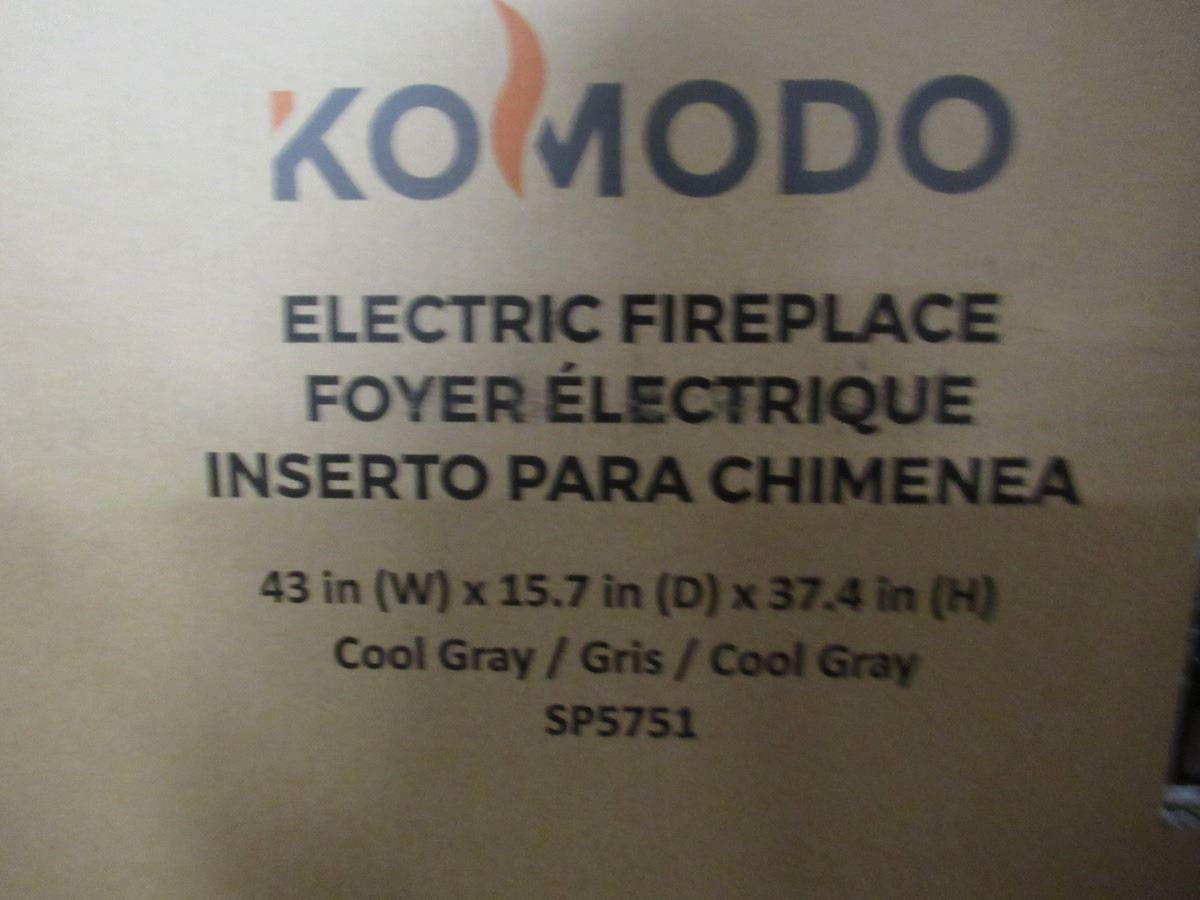 KOMODO
ELECTRIC FIREPLACE
FOYER ÉLECTRIQUE
INSERTO PARA CHIMENEA
43 in (W) x 15.7 in (D) x 37.4 in (H)
Cool Gray / Gris / Cool Gray
SP5751